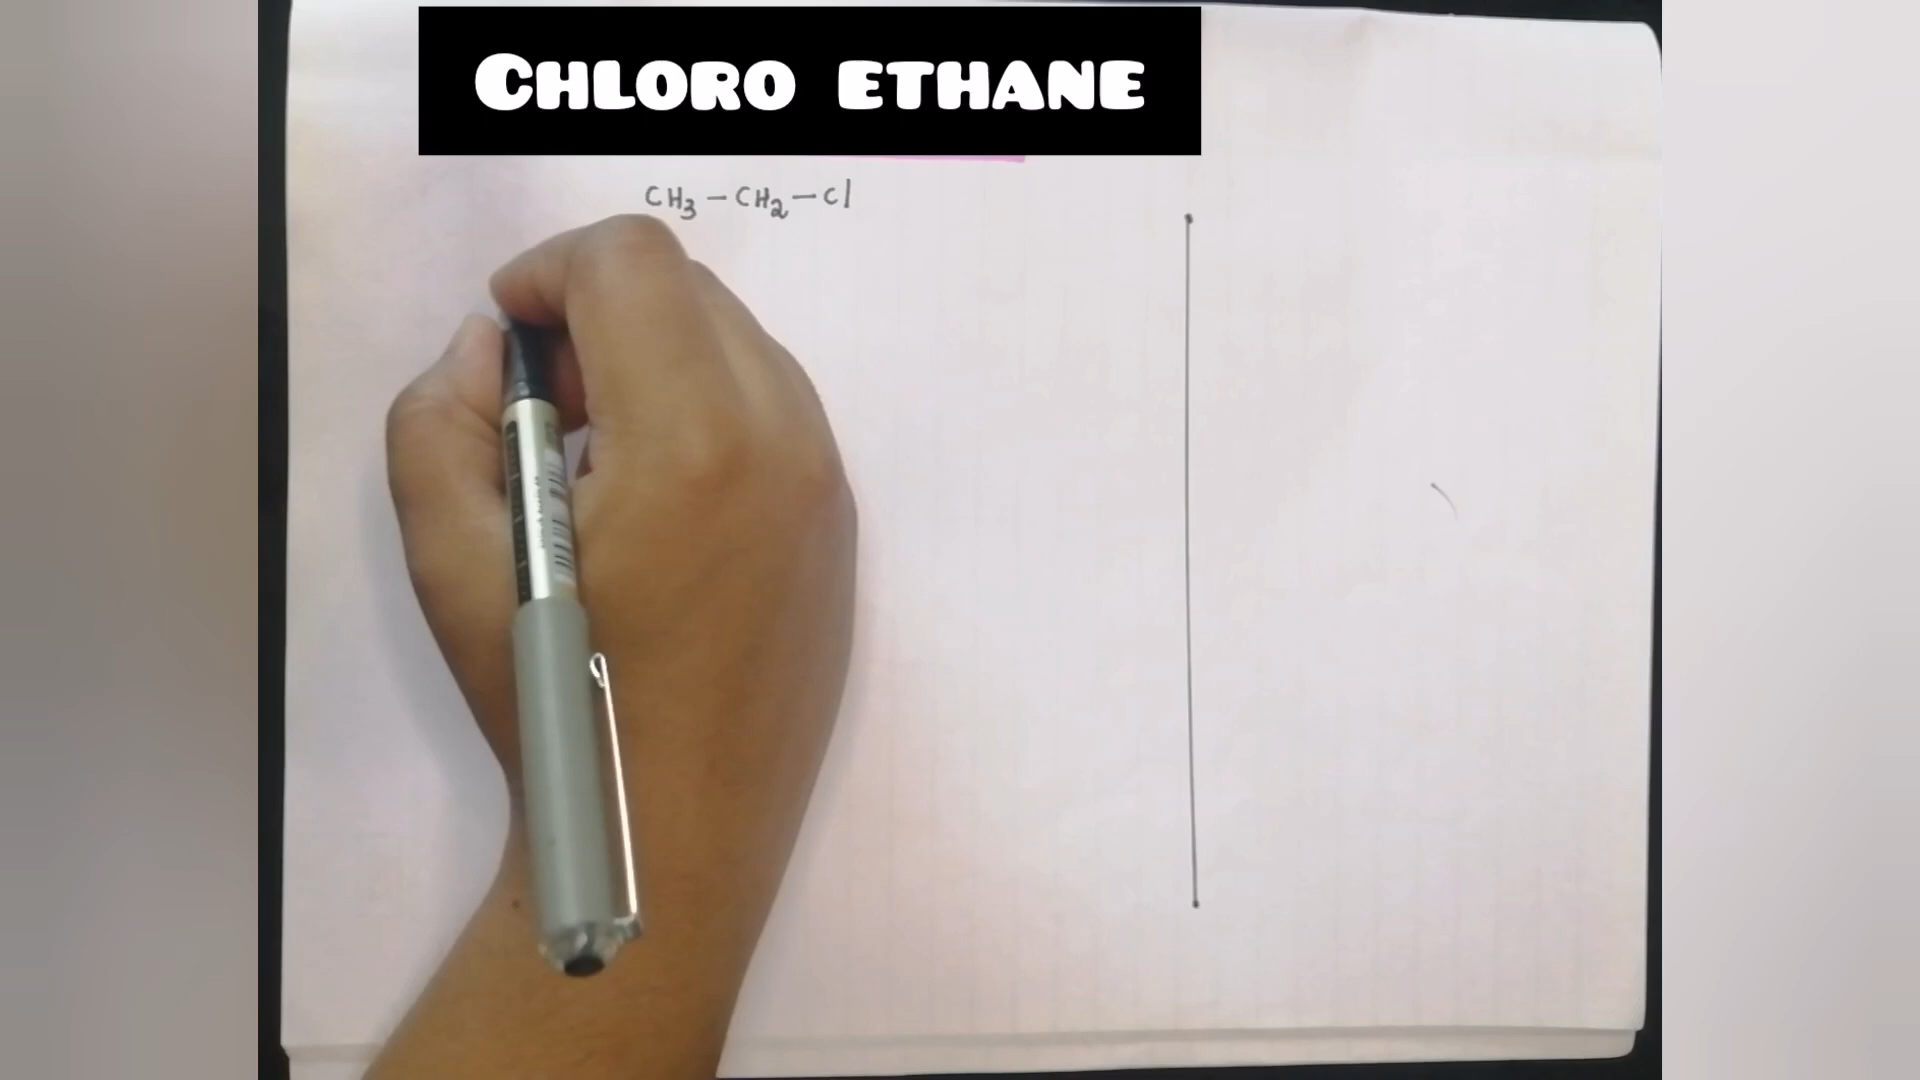 CHLORO ETHANE
CH₃ – CH₂ – Cl